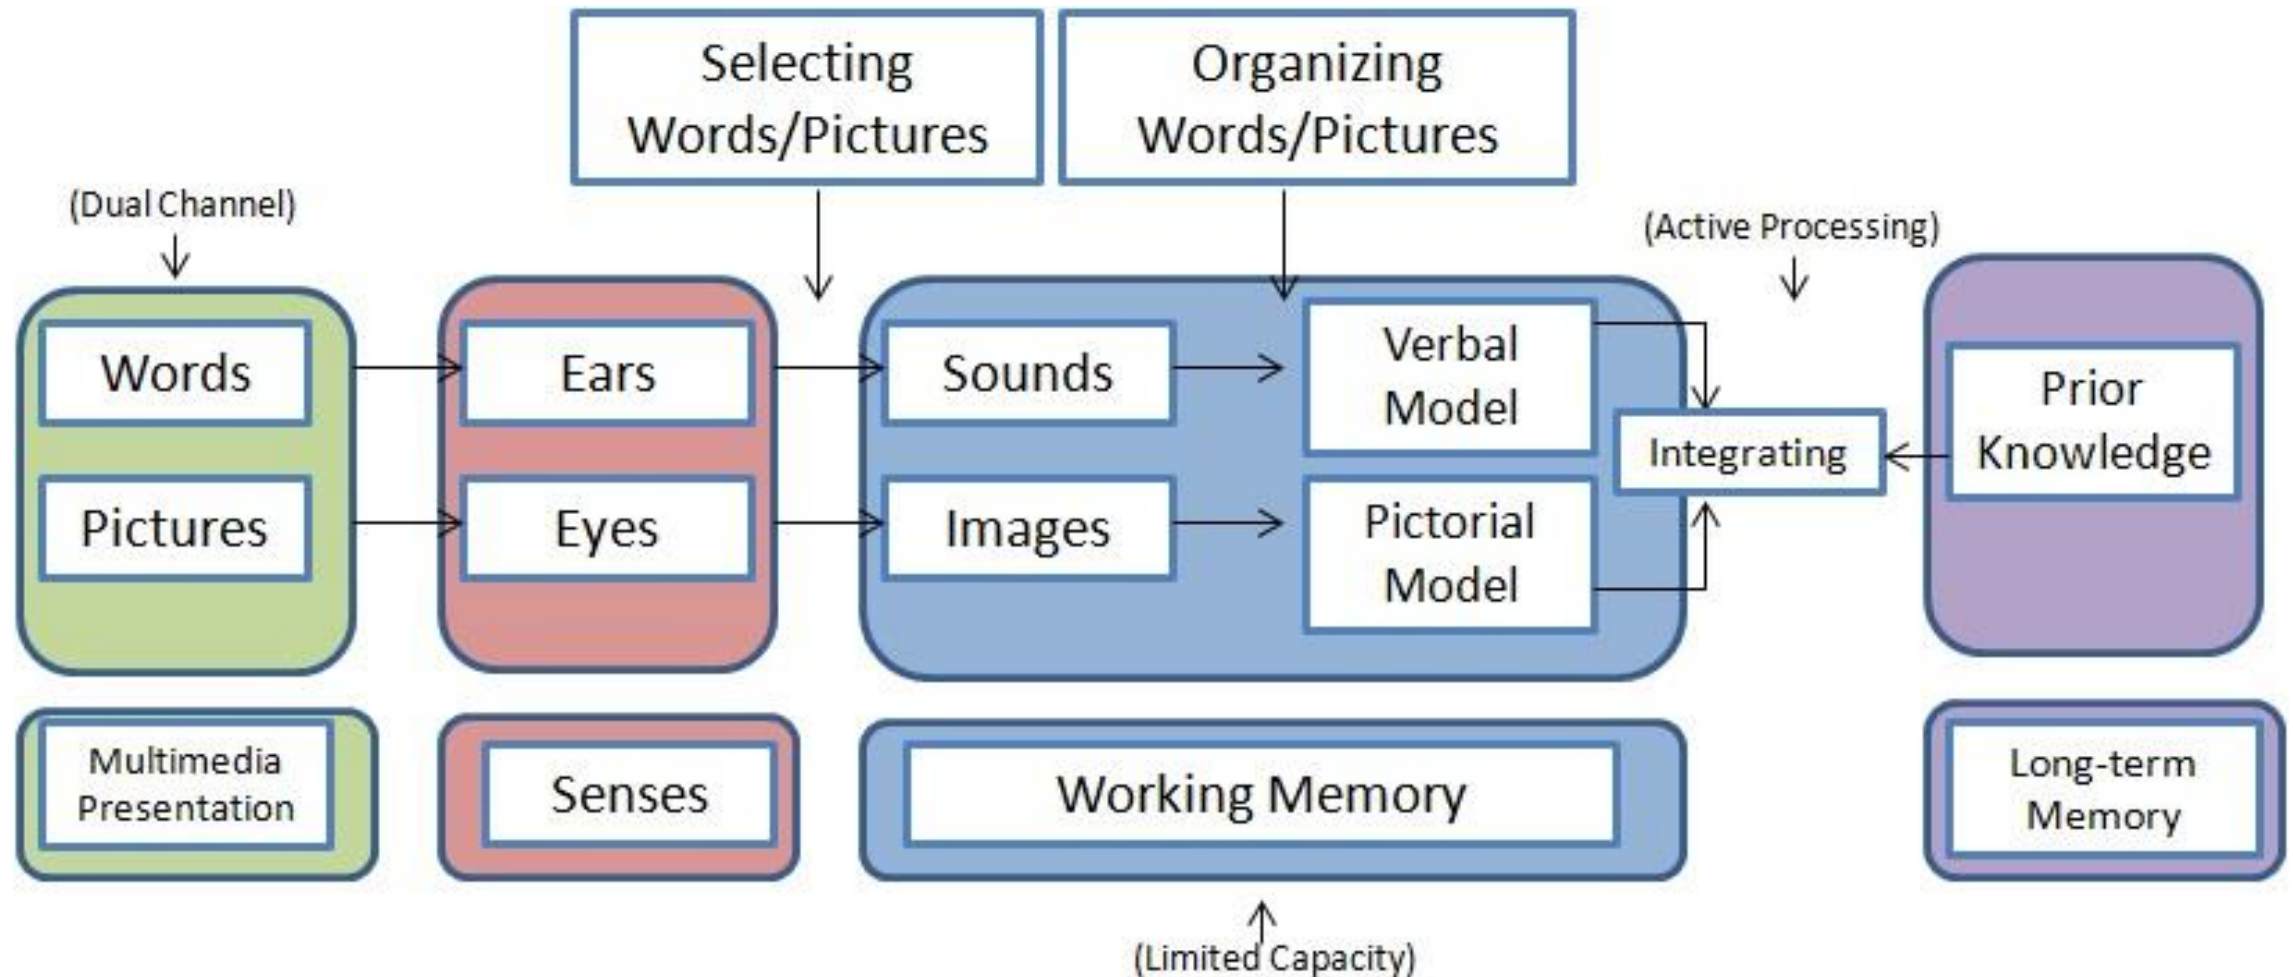 Selecting
Words/Pictures
Organizing
Words/Pictures
(Dual Channel)
(Active Processing)
Words
Ears
Sounds
Verbal
Model
Prior
Knowledge
Integrating
Pictures
Eyes
Images
Pictorial
Model
Multimedia
Presentation
Senses
Working Memory
Long-term
Memory
(Limited Capacity)